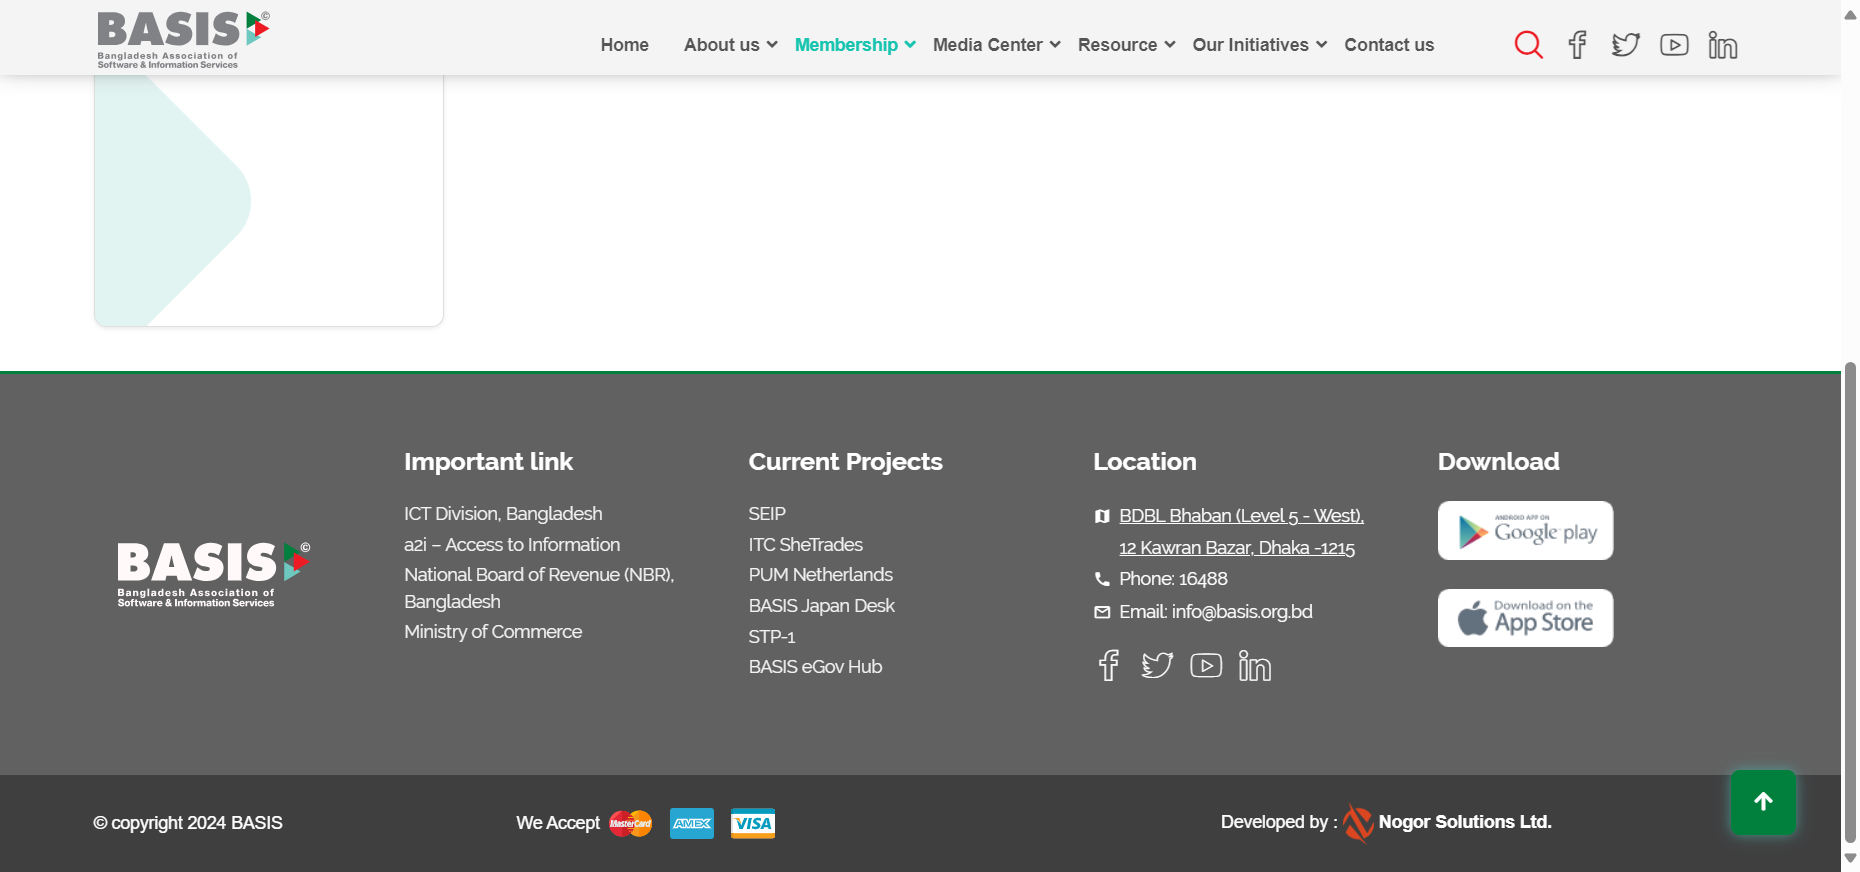 BASIS©
Bangladesh Association of
Software & Information Services
Home
About us
Membership
Media Center
Resource
Our Initiatives
Contact us
BASIS©
Bangladesh Association of
Software & Information Services
Important link
ICT Division, Bangladesh
a2i – Access to Information
National Board of Revenue (NBR),
Bangladesh
Ministry of Commerce
Current Projects
SEIP
ITC SheTrades
PUM Netherlands
BASIS Japan Desk
STP-1
BASIS eGov Hub
Location
BDBL Bhaban (Level 5 - West),
12 Kawran Bazar, Dhaka -1215
Phone: 16488
Email: info@basis.org.bd
Download
ANDROID APP ON
Google play
Download on the
App Store
© copyright 2024 BASIS
We Accept MasterCard AMEX VISA
Developed by : Nogor Solutions Ltd.